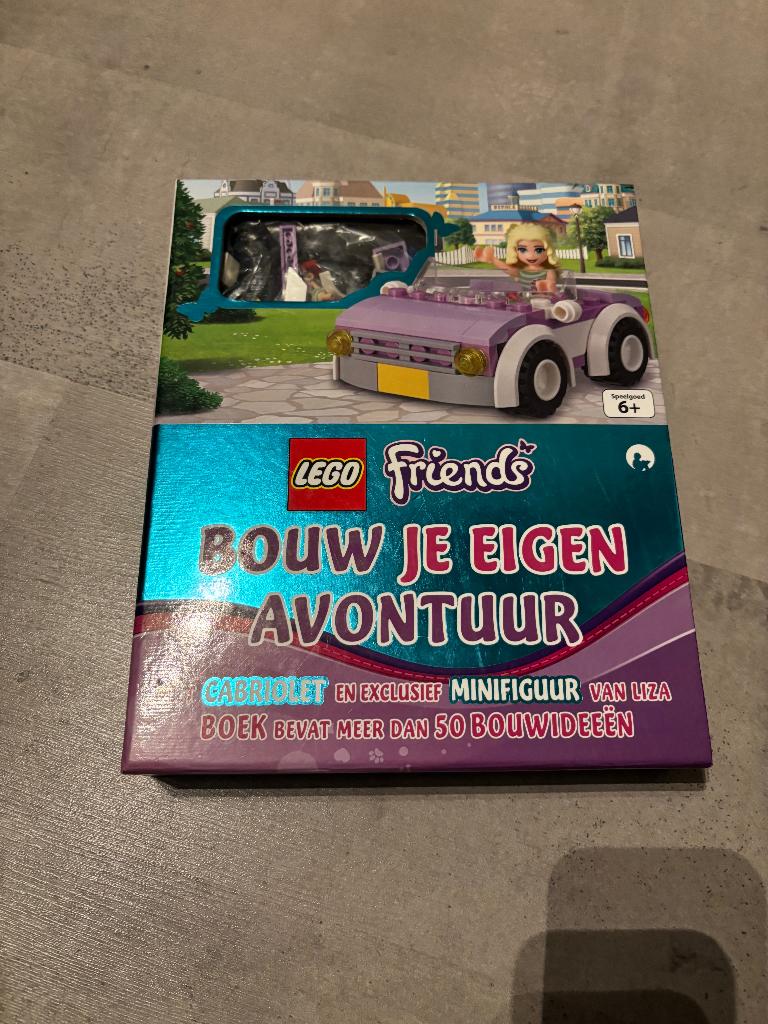 Speelgoed
6+
LEGO friends
BOUW JE EIGEN
AVONTUUR
CABRIOLET EN EXCLUSIEF MINIFIGUUR VAN LIZA
BOEK BEVAT MEER DAN 50 BOUWIDEEËN